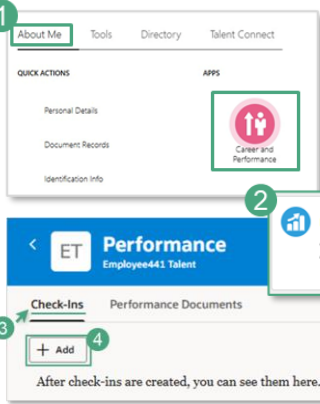 1
About Me Tools Directory Talent Connect
QUICK ACTIONS APPS
Personal Details
Document Records
Identification Info
Career and
Performance
2
ET Performance
Employee441 Talent
Check-Ins Performance Documents
3
+ Add 4
After check-ins are created, you can see them here.